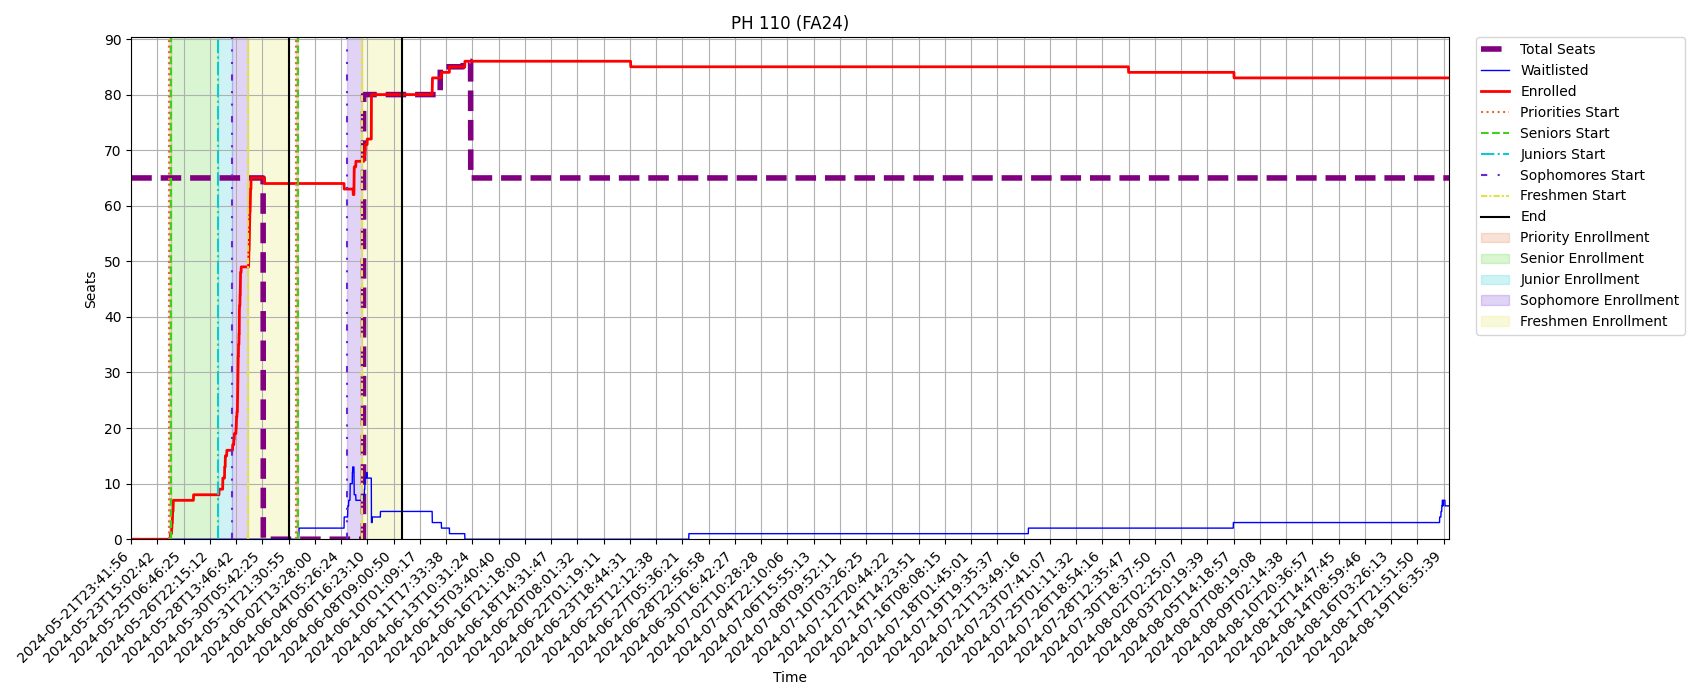 PH 110 (FA24)
90
80
70
60
50
40
30
20
10
0
Seats
2024-05-21T23:41:56
2024-05-23T15:02:42
2024-05-25T06:46:25
2024-05-26T22:15:12
2024-05-28T13:46:42
2024-05-30T05:42:25
2024-05-31T21:30:55
2024-06-02T13:28:00
2024-06-04T05:26:24
2024-06-06T16:23:10
2024-06-08T09:00:50
2024-06-10T01:09:17
2024-06-11T17:33:38
2024-06-13T10:31:24
2024-06-15T03:40:40
2024-06-16T21:18:00
2024-06-18T14:31:47
2024-06-20T08:01:32
2024-06-22T01:19:11
2024-06-23T18:44:31
2024-06-25T12:12:38
2024-06-27T05:36:21
2024-06-28T22:56:58
2024-06-30T16:42:27
2024-07-02T10:28:28
2024-07-04T22:10:06
2024-07-06T15:55:13
2024-07-08T09:52:11
2024-07-10T03:26:25
2024-07-12T20:44:22
2024-07-14T14:23:51
2024-07-16T08:08:15
2024-07-18T01:45:01
2024-07-19T19:35:37
2024-07-21T13:49:16
2024-07-23T07:41:07
2024-07-25T01:11:32
2024-07-26T18:54:16
2024-07-28T12:35:47
2024-07-30T18:37:50
2024-08-02T02:25:07
2024-08-03T20:19:39
2024-08-05T14:18:57
2024-08-07T08:19:08
2024-08-09T02:14:38
2024-08-10T20:36:57
2024-08-12T14:47:45
2024-08-14T08:59:46
2024-08-16T03:26:13
2024-08-17T21:51:50
2024-08-19T16:35:39
Time
Total Seats
Waitlisted
Enrolled
Priorities Start
Seniors Start
Juniors Start
Sophomores Start
Freshmen Start
End
Priority Enrollment
Senior Enrollment
Junior Enrollment
Sophomore Enrollment
Freshmen Enrollment